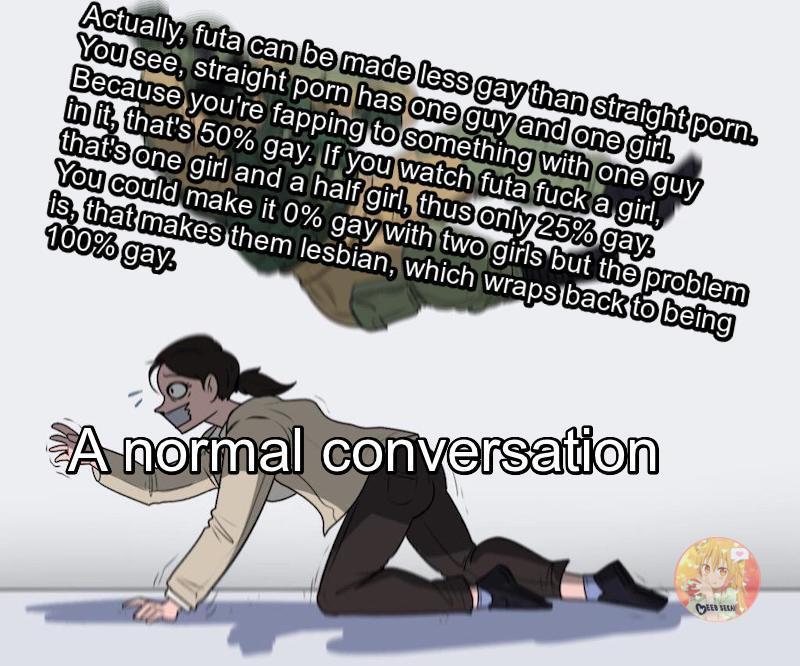 Actually, futa can be made less gay than straight porn.
You see, straight porn has one guy and one girl.
Because you're fapping to something with one guy
in it, that's 50% gay. If you watch futa fuck a girl,
that's one girl and a half girl, thus only 25% gay.
You could make it 0% gay with two girls but the problem
is, that makes them lesbian, which wraps back to being
100% gay.
A normal conversation